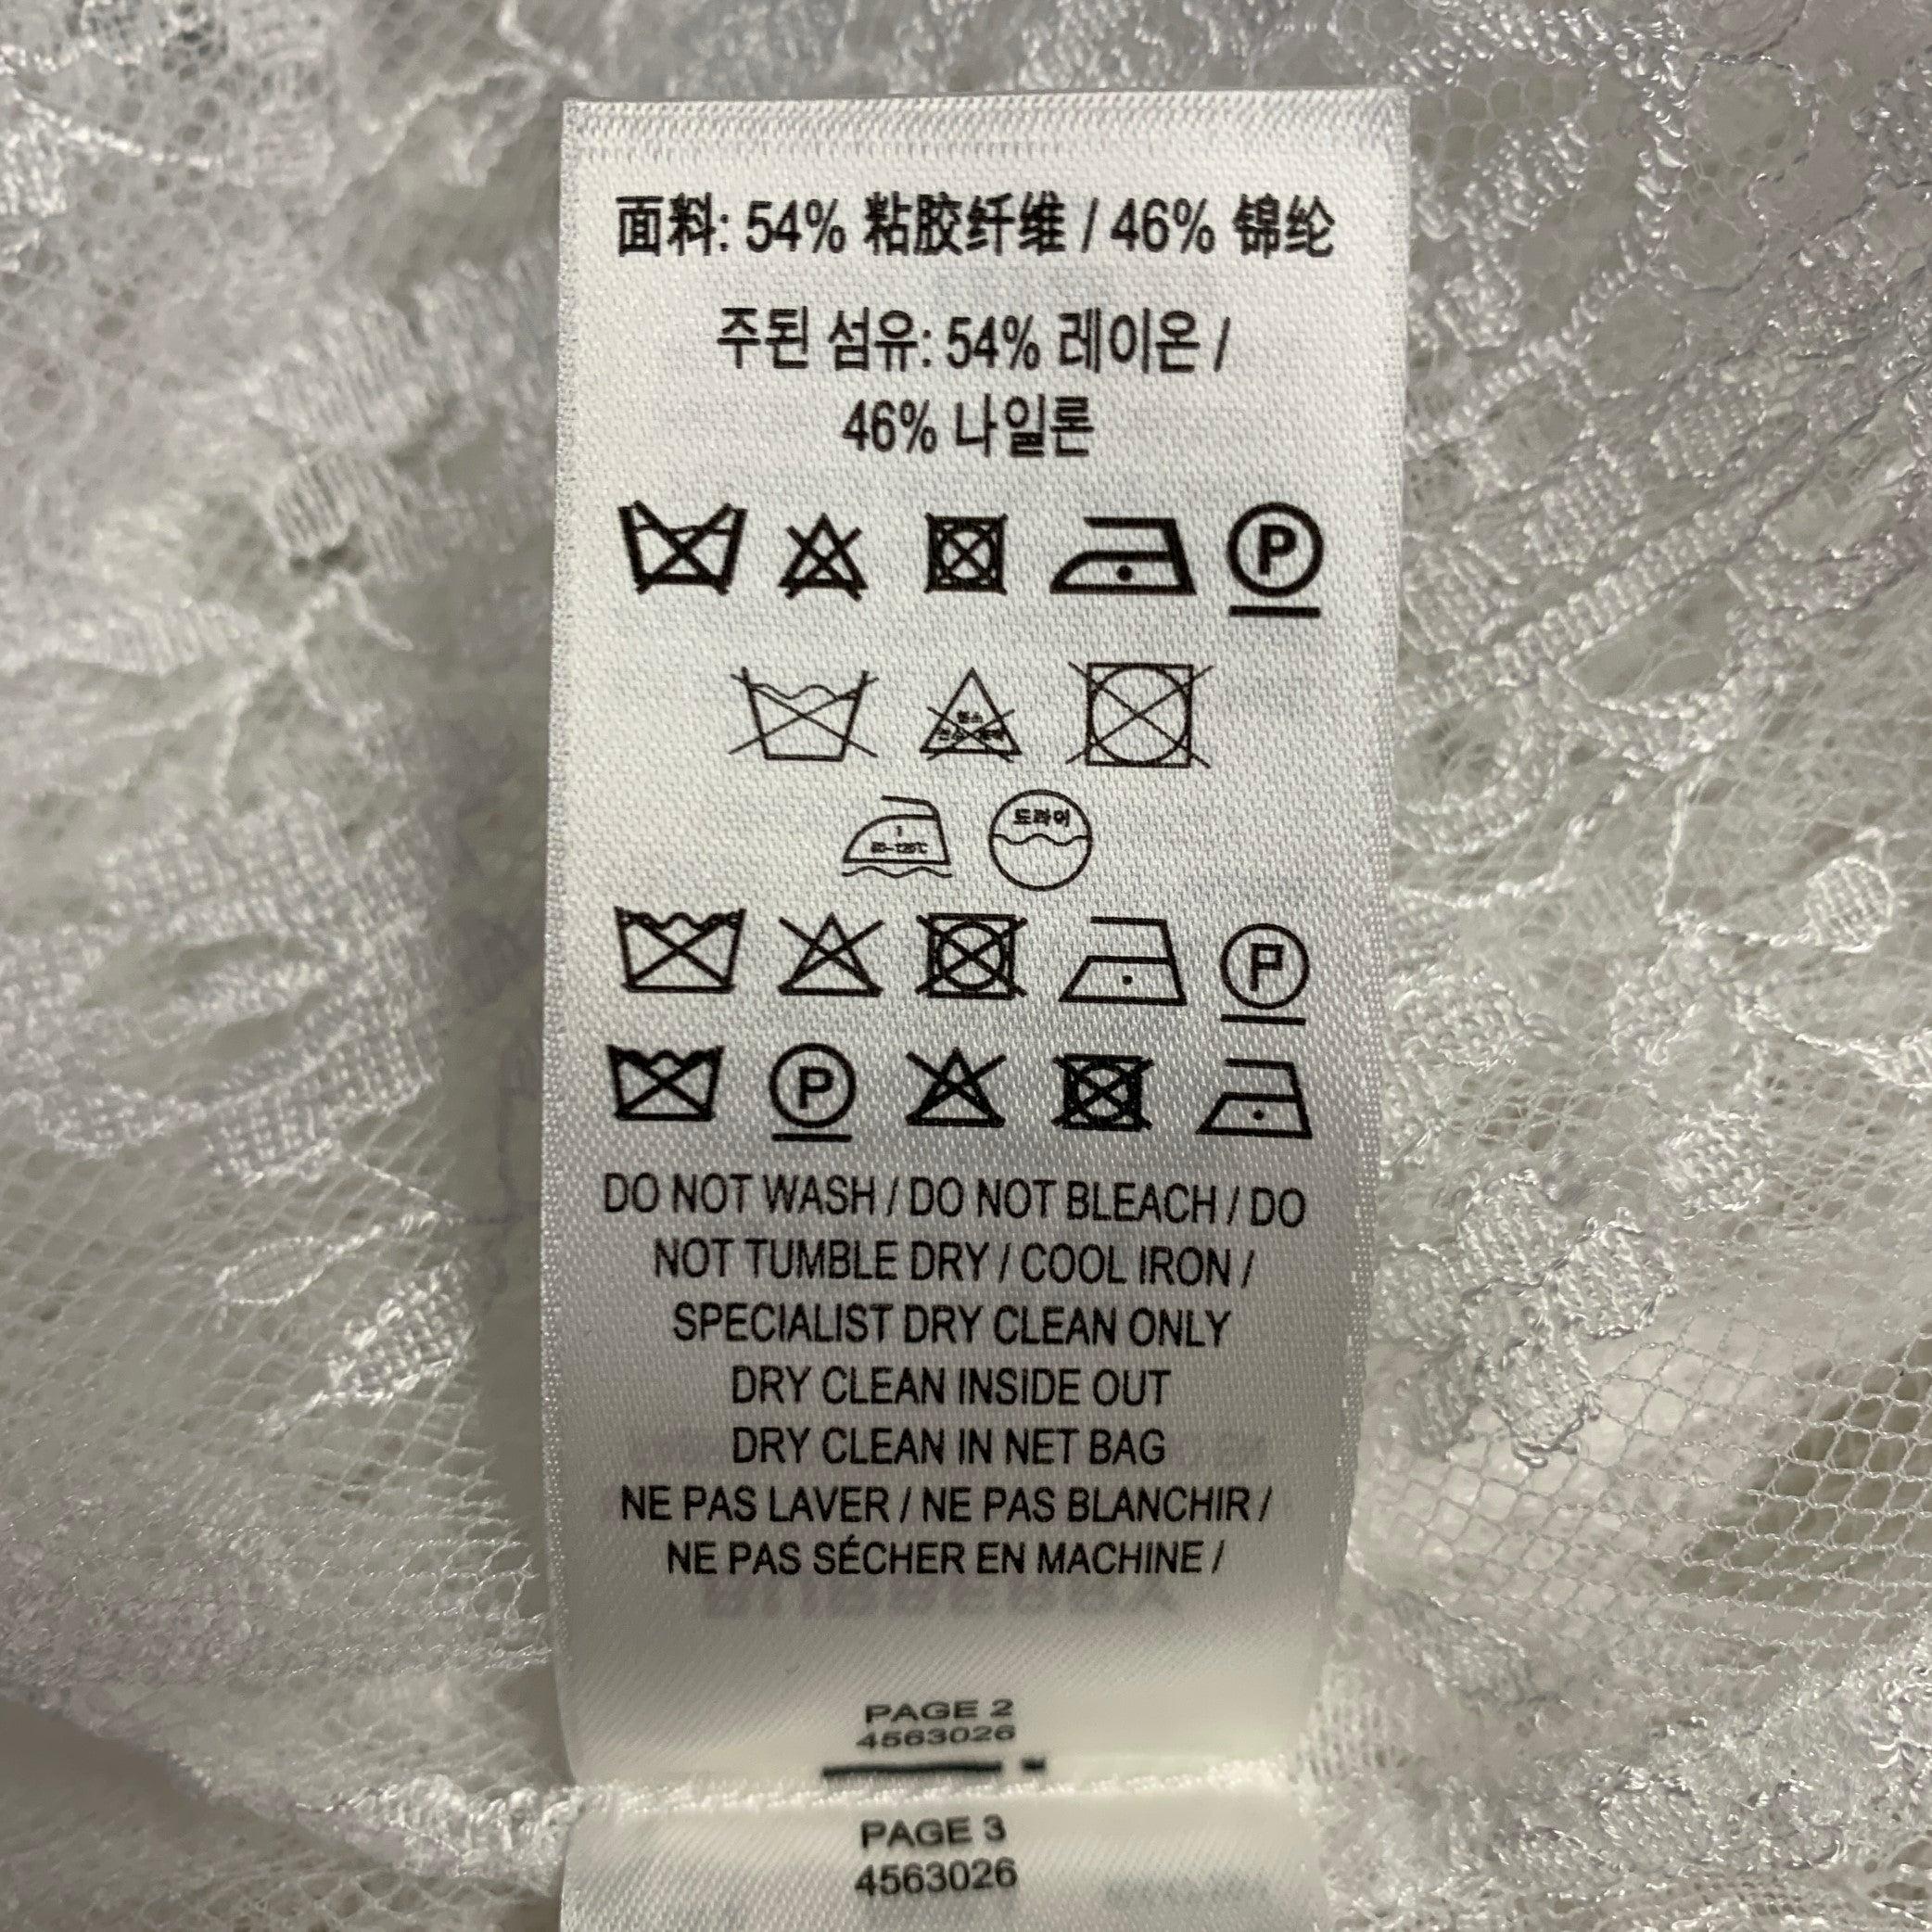 面料: 54% 粘胶纤维 / 46% 锦纶
주된 섬유: 54% 레이온 /
46% 나일론
P
드라이
P
P
DO NOT WASH / DO NOT BLEACH / DO
NOT TUMBLE DRY / COOL IRON /
SPECIALIST DRY CLEAN ONLY
DRY CLEAN INSIDE OUT
DRY CLEAN IN NET BAG
NE PAS LAVER / NE PAS BLANCHIR /
NE PAS SÉCHER EN MACHINE /
PAGE 2
4563026
PAGE 3
4563026